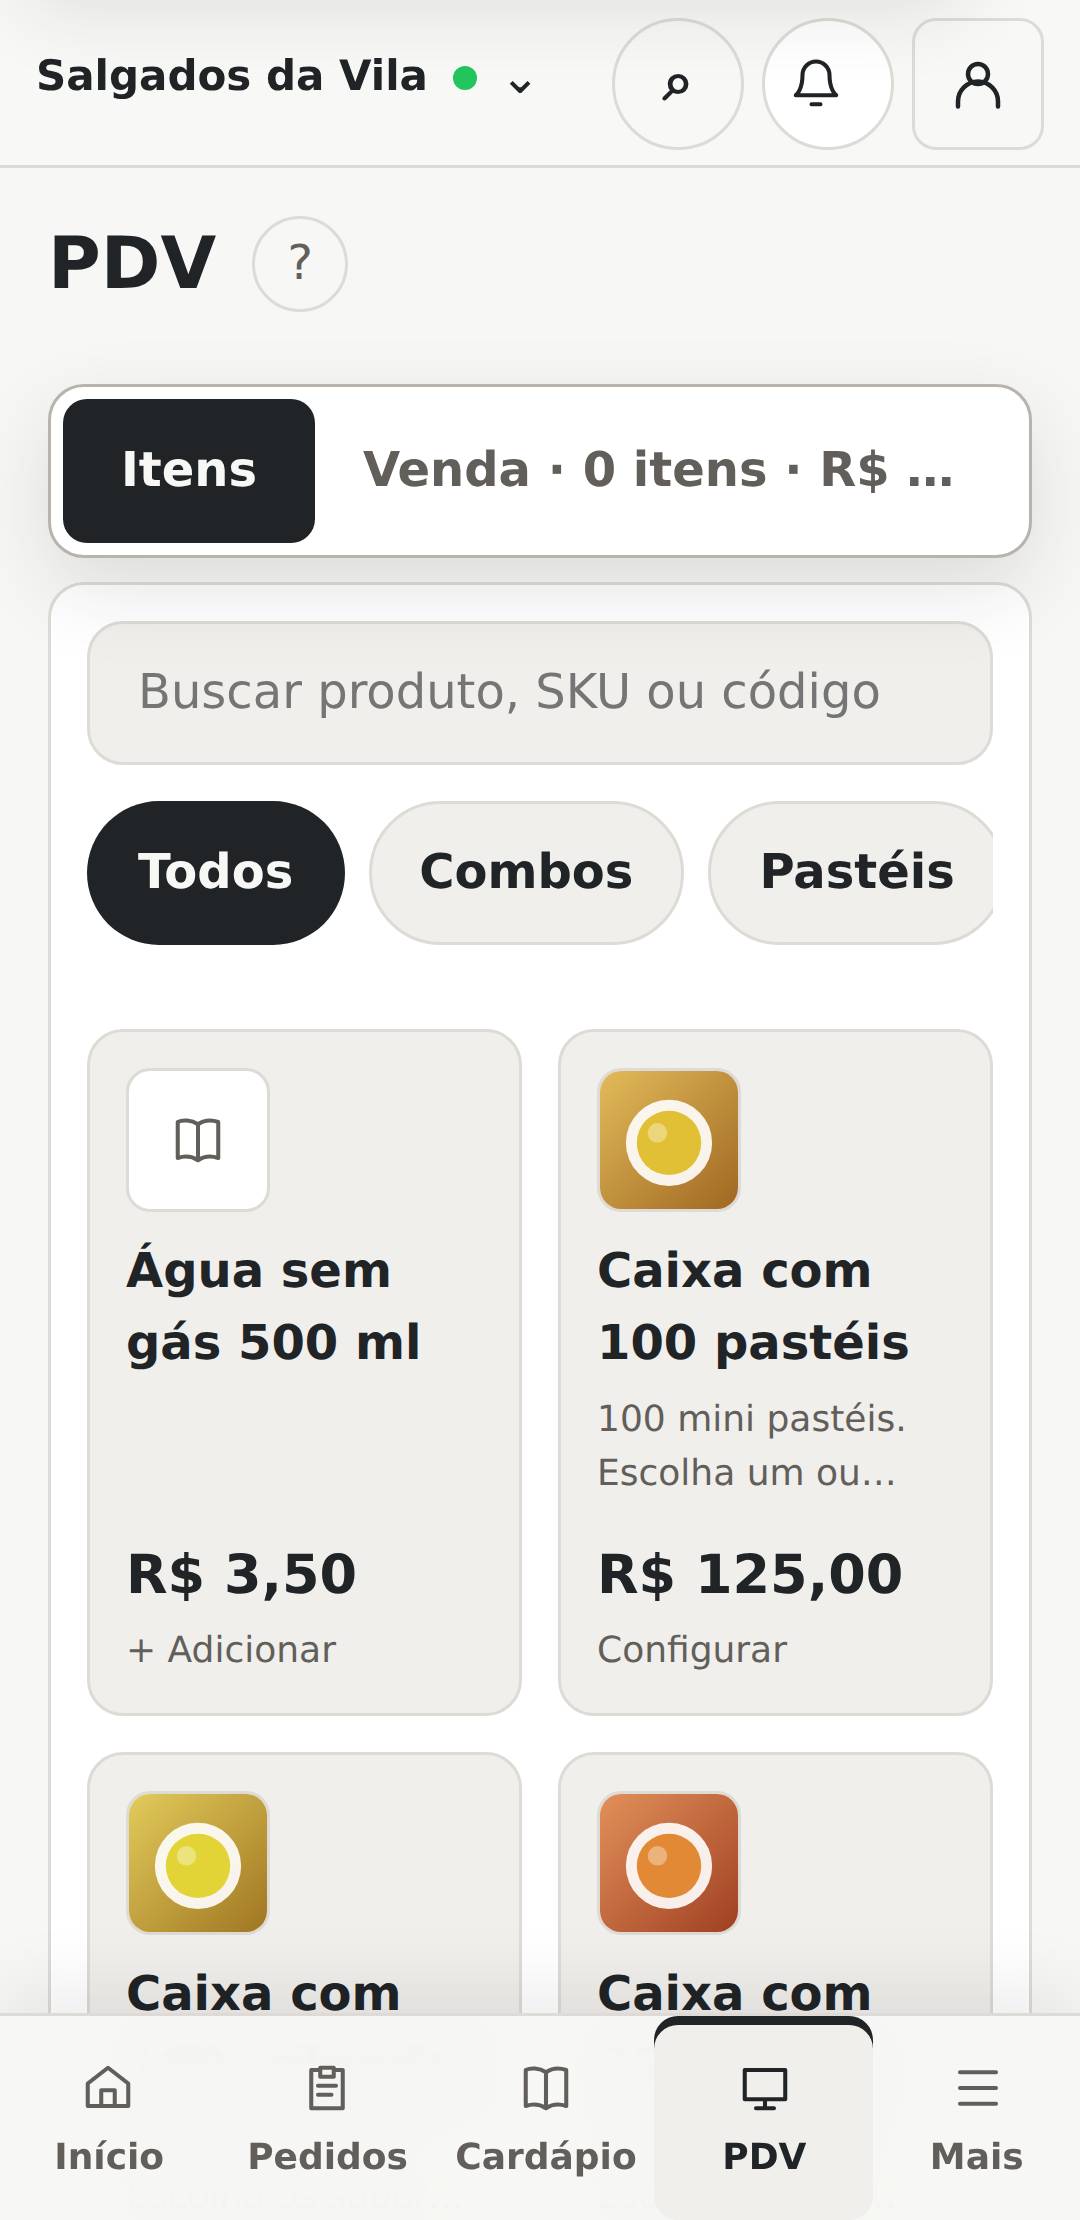 Salgados da Vila
PDV ?
Itens Venda · 0 itens · R$ ...
Buscar produto, SKU ou código
Todos Combos Pastéis
Água sem
gás 500 ml
R$ 3,50
+ Adicionar
Caixa com
100 pastéis
100 mini pastéis.
Escolha um ou...
R$ 125,00
Configurar
Caixa com
Caixa com
Início Pedidos Cardápio PDV Mais